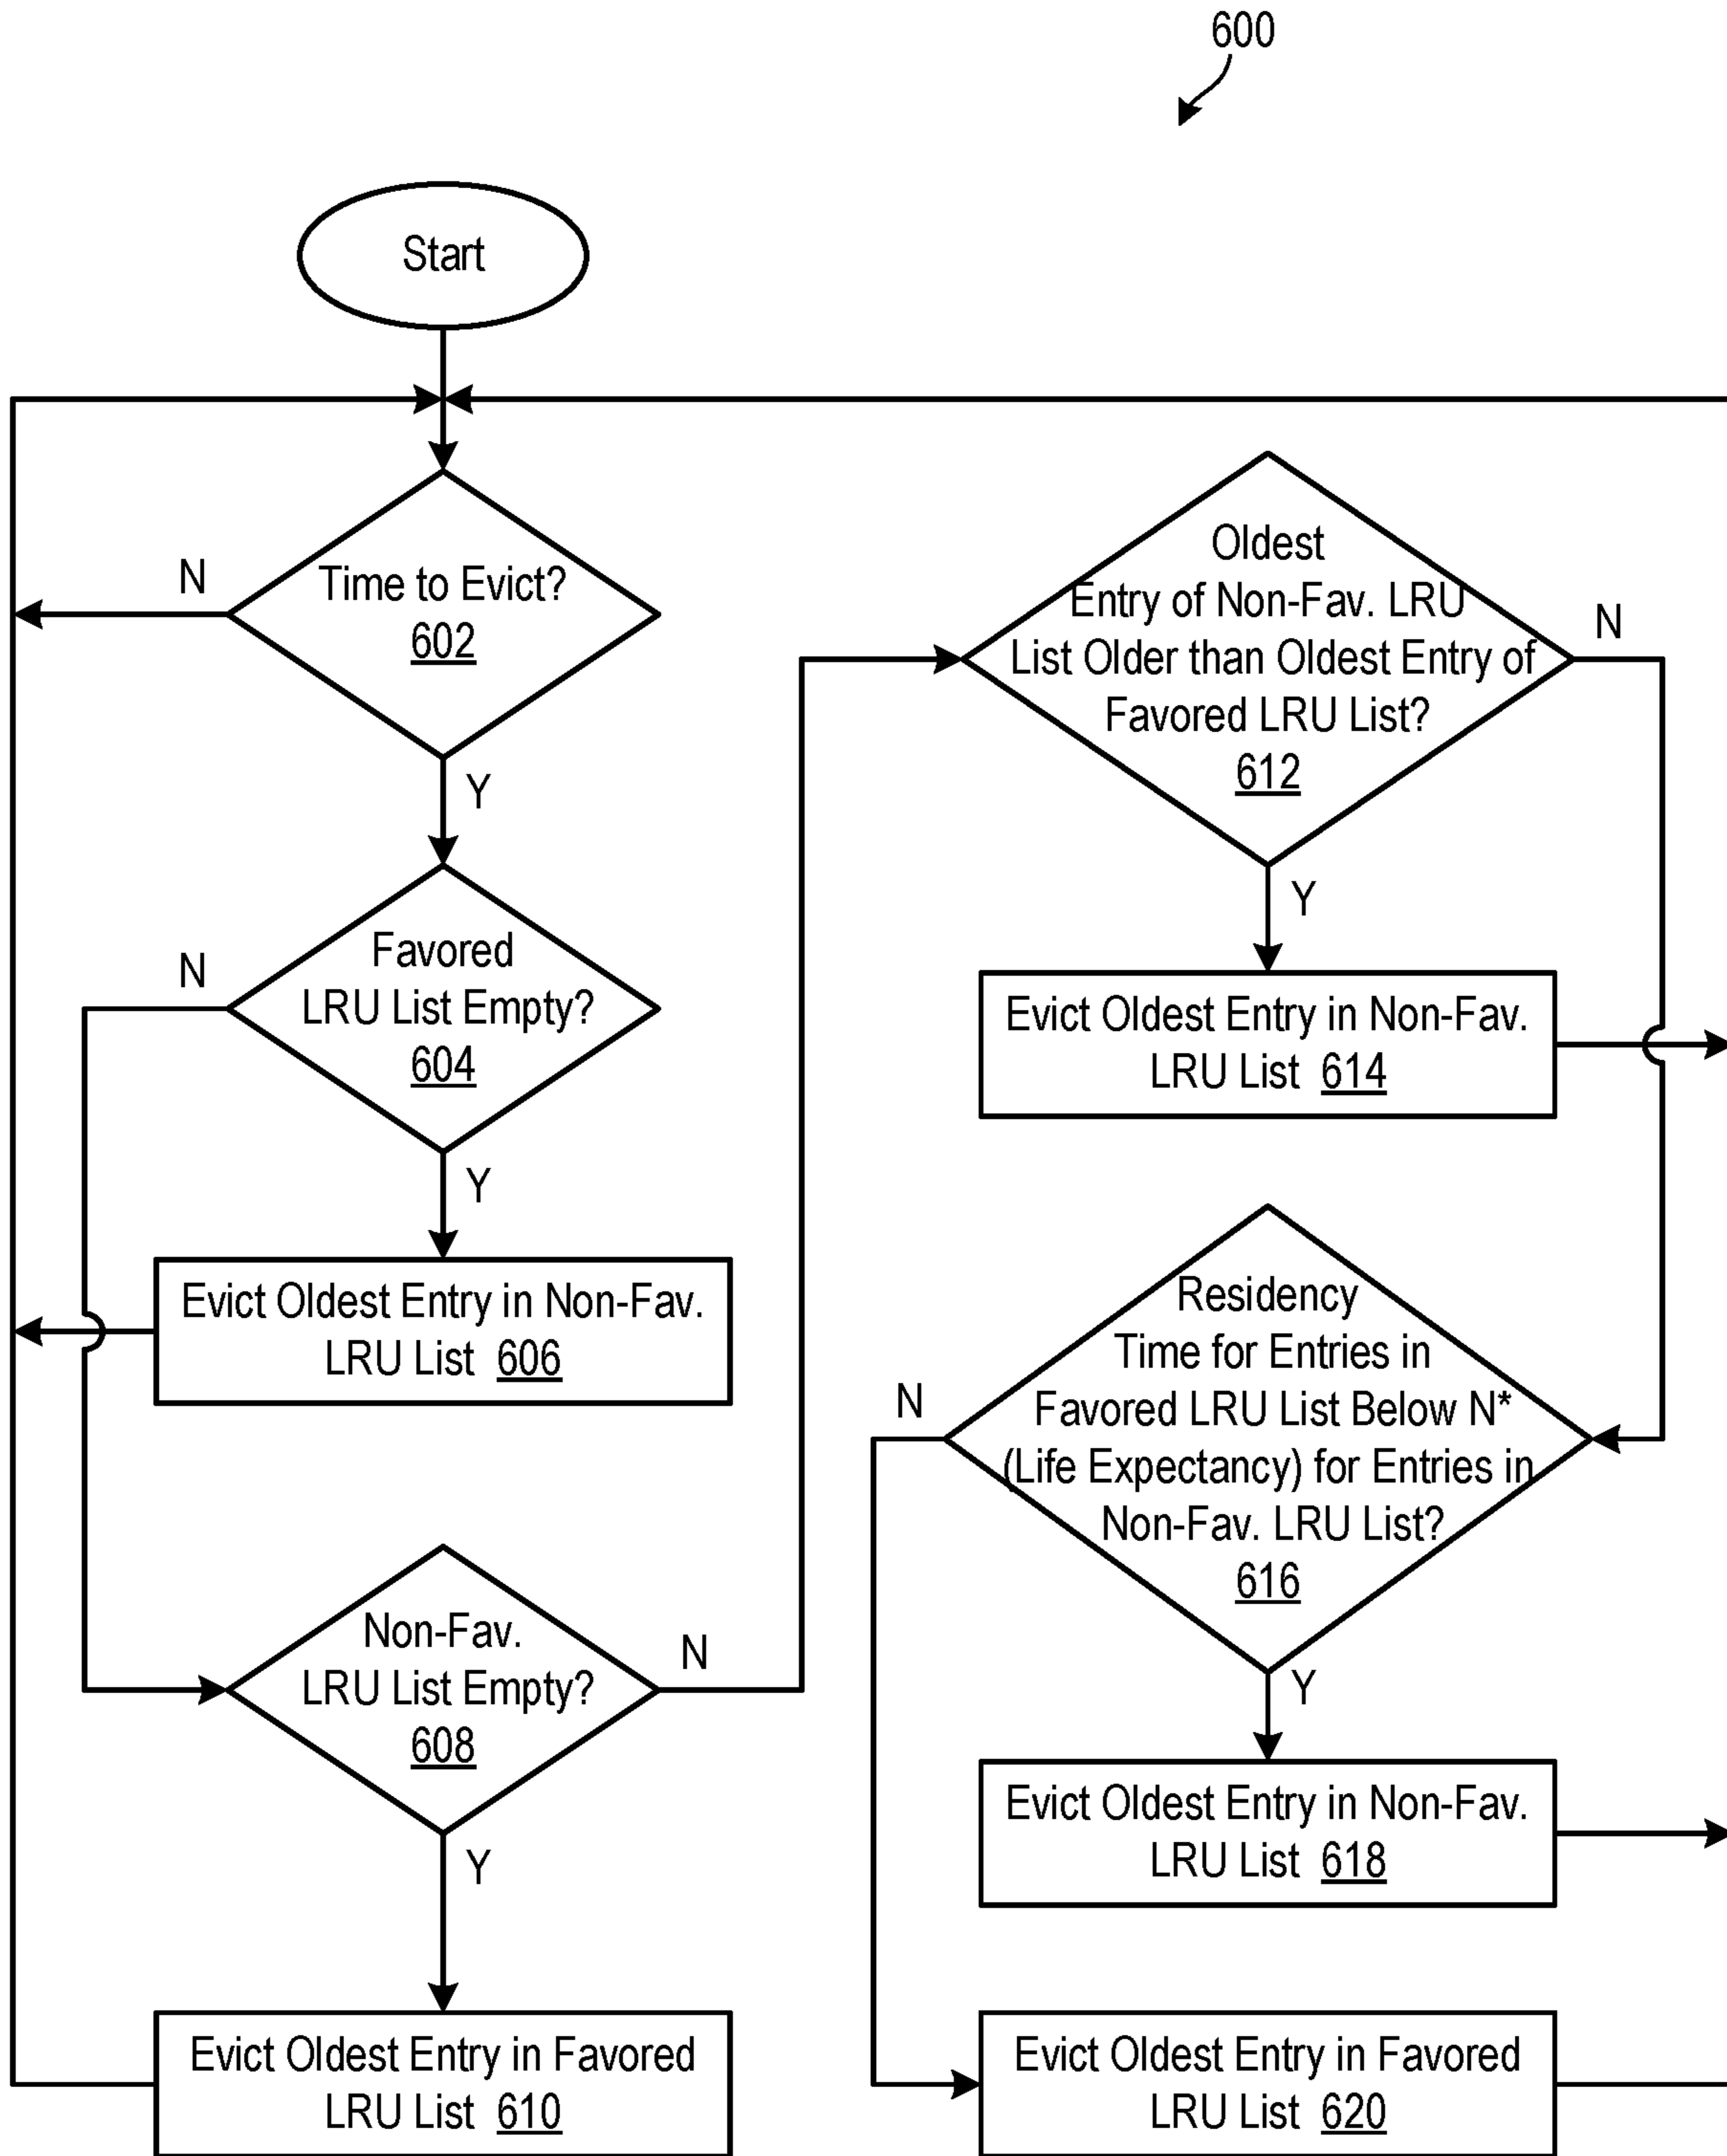 600
Start
Time to Evict?
602
N
Y
Favored
LRU List Empty?
604
N
Y
Evict Oldest Entry in Non-Fav.
LRU List 606
Non-Fav.
LRU List Empty?
608
N
Y
Evict Oldest Entry in Favored
LRU List 610
Oldest
Entry of Non-Fav. LRU
List Older than Oldest Entry of
Favored LRU List?
612
N
Y
Evict Oldest Entry in Non-Fav.
LRU List 614
Residency
Time for Entries in
Favored LRU List Below N*
(Life Expectancy) for Entries in
Non-Fav. LRU List?
616
N
Y
Evict Oldest Entry in Non-Fav.
LRU List 618
Evict Oldest Entry in Favored
LRU List 620